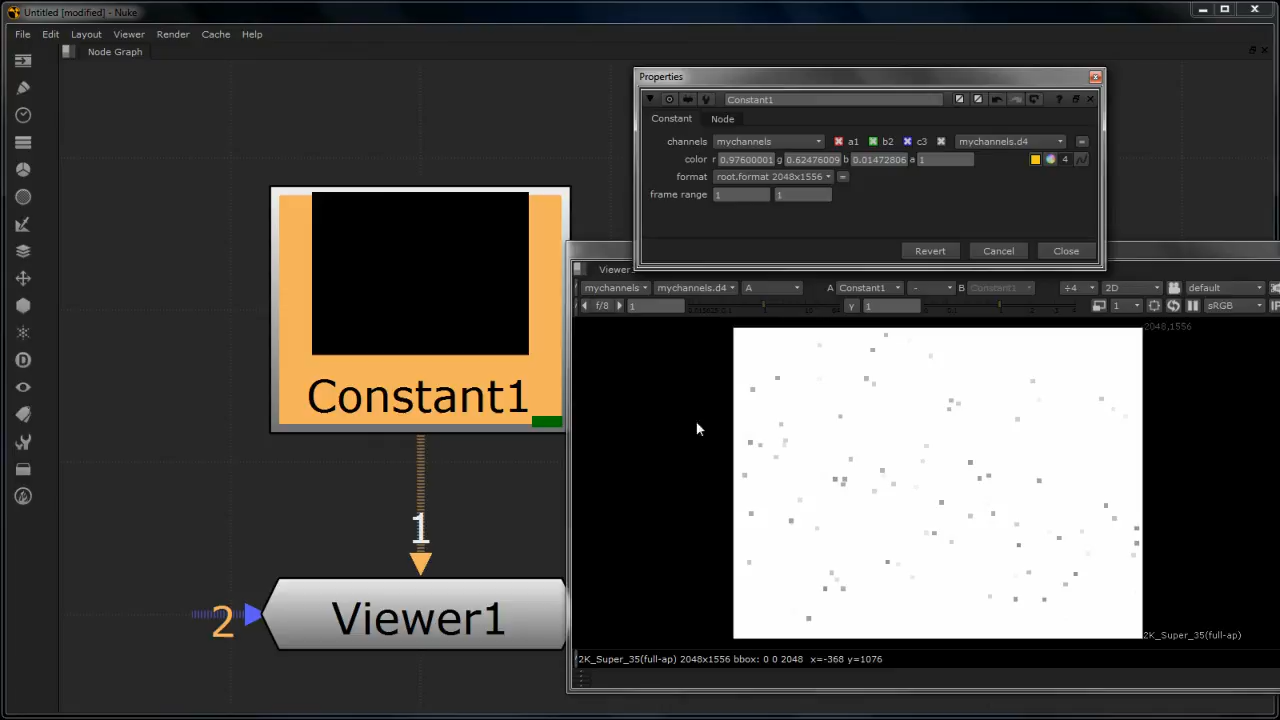 Untitled [modified] - Nuke
File Edit Layout Viewer Render Cache Help
Node Graph
Properties
Constant1
Constant Node
channels mychannels a1 b2 c3 mychannels.d4 =
color r 0.97600001 g 0.62476009 b 0.01472806 a 1 4
format root.format 2048x1556 =
frame range 1 1
Revert Cancel Close
Constant1
1
2
Viewer1
Viewer
mychannels mychannels.d4 A A Constant1 - B Constant1 ÷4 2D default
f/8 1 Y 1 1 sRGB IP
2048,1556
2K_Super_35(full-ap)
2K_Super_35(full-ap) 2048x1556 bbox: 0 0 2048 x=-368 y=1076